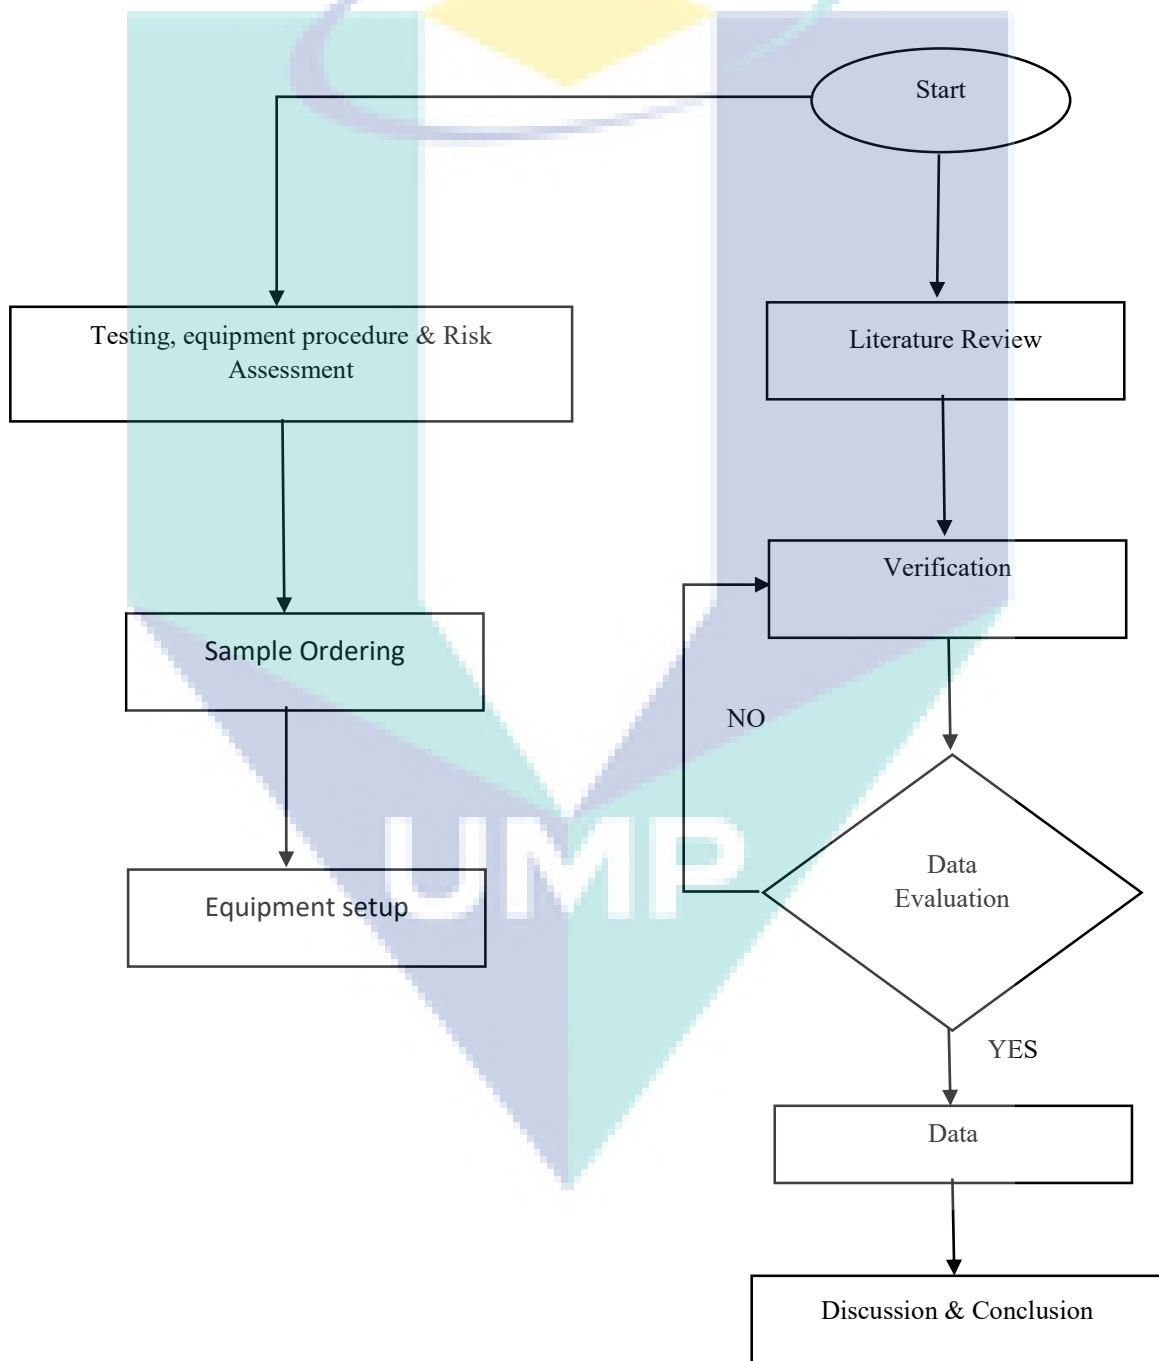 Start
Testing, equipment procedure & Risk
Assessment
Literature Review
Verification
Sample Ordering
NO
UMP
Data
Evaluation
Equipment setup
YES
Data
Discussion & Conclusion